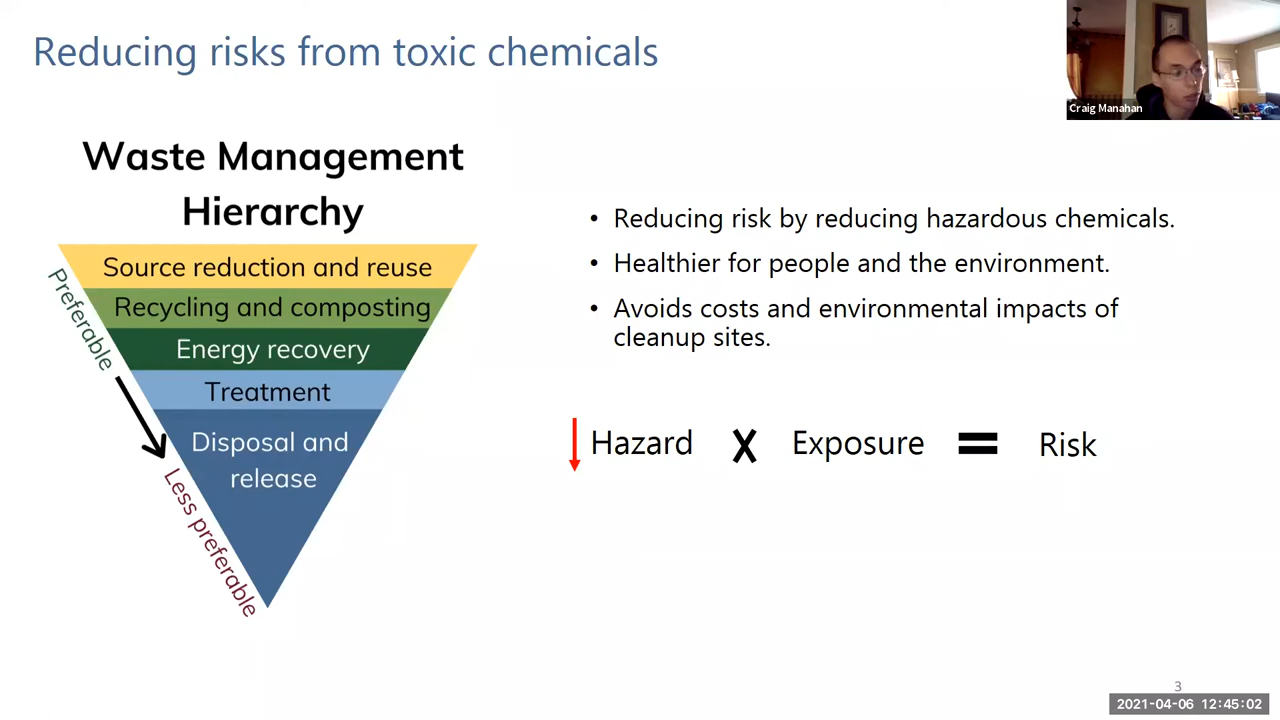 Reducing risks from toxic chemicals
Craig Manahan
Waste Management
Hierarchy
Source reduction and reuse
Recycling and composting
Energy recovery
Treatment
Disposal and
release
Preferable
Less preferable
• Reducing risk by reducing hazardous chemicals.
• Healthier for people and the environment.
• Avoids costs and environmental impacts of
cleanup sites.
Hazard X Exposure = Risk
3
2021-04-06 12:45:02